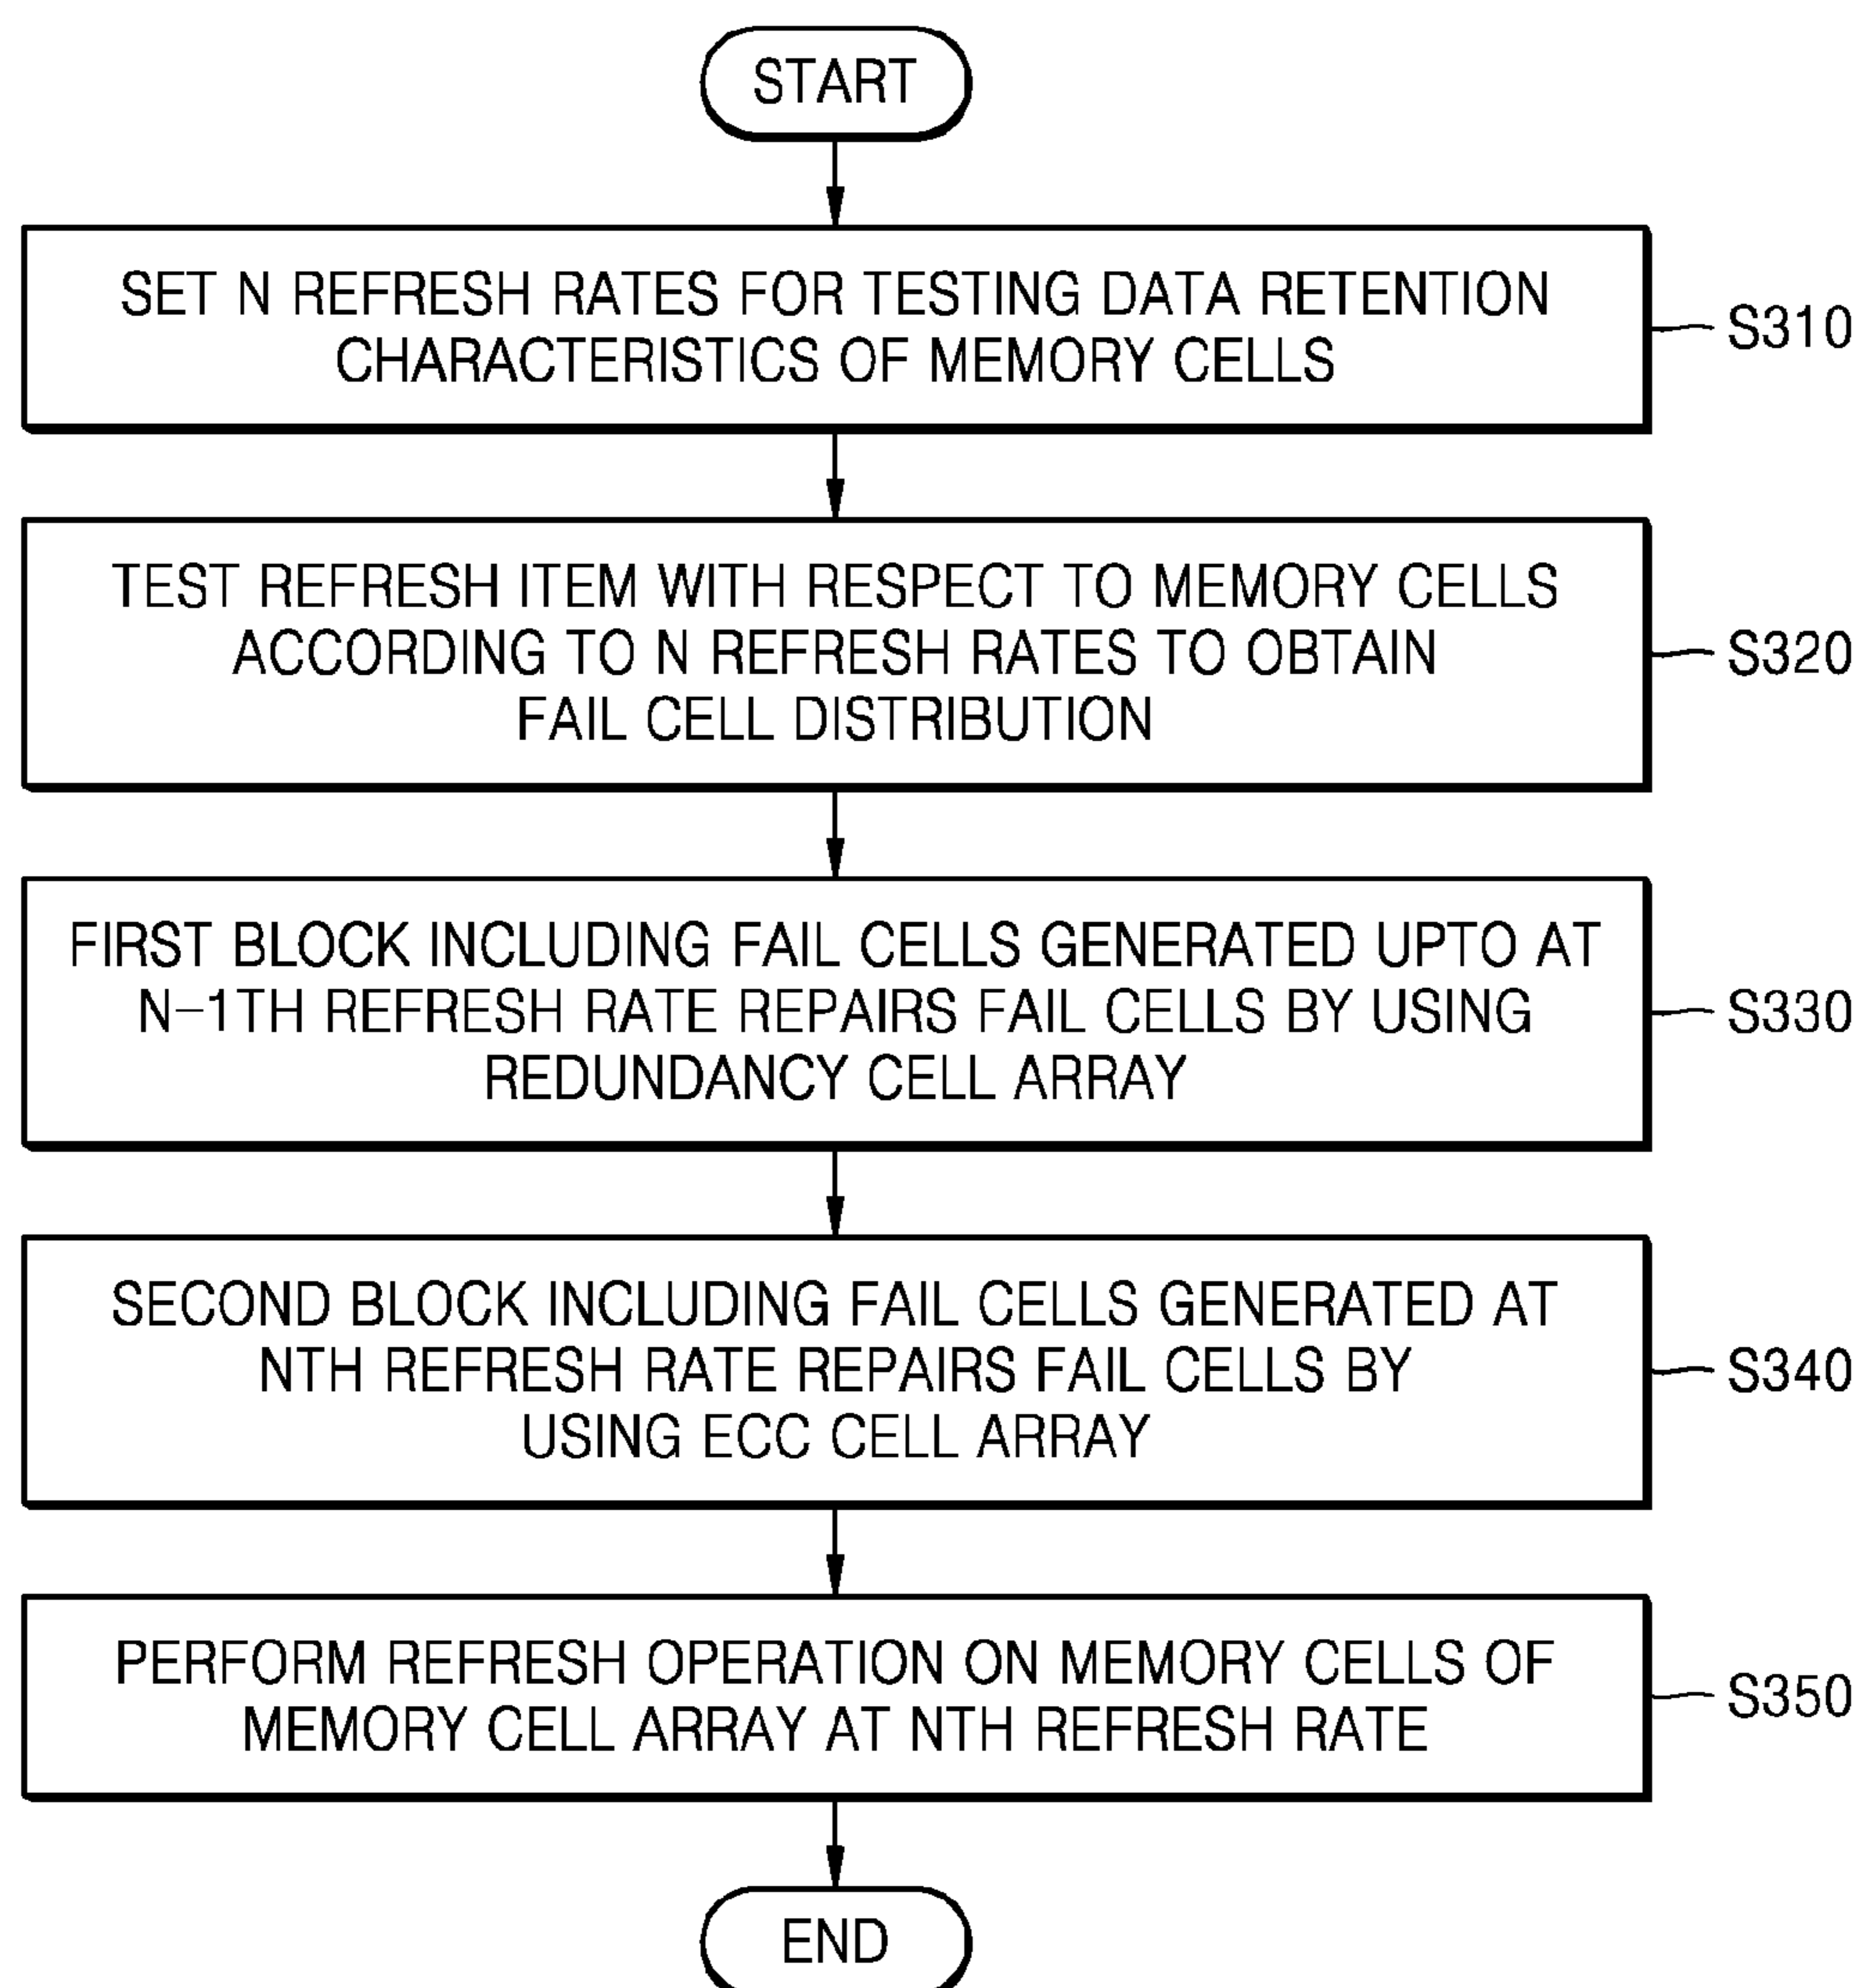 START
SET N REFRESH RATES FOR TESTING DATA RETENTION
CHARACTERISTICS OF MEMORY CELLS
S310
TEST REFRESH ITEM WITH RESPECT TO MEMORY CELLS
ACCORDING TO N REFRESH RATES TO OBTAIN
FAIL CELL DISTRIBUTION
S320
FIRST BLOCK INCLUDING FAIL CELLS GENERATED UPTO AT
N-1TH REFRESH RATE REPAIRS FAIL CELLS BY USING
REDUNDANCY CELL ARRAY
S330
SECOND BLOCK INCLUDING FAIL CELLS GENERATED AT
NTH REFRESH RATE REPAIRS FAIL CELLS BY
USING ECC CELL ARRAY
S340
PERFORM REFRESH OPERATION ON MEMORY CELLS OF
MEMORY CELL ARRAY AT NTH REFRESH RATE
S350
END